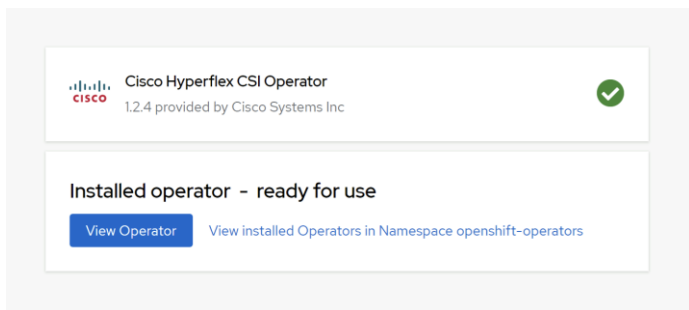 CISCO
Cisco Hyperflex CSI Operator
1.2.4 provided by Cisco Systems Inc
Installed operator - ready for use
View Operator
View installed Operators in Namespace openshift-operators